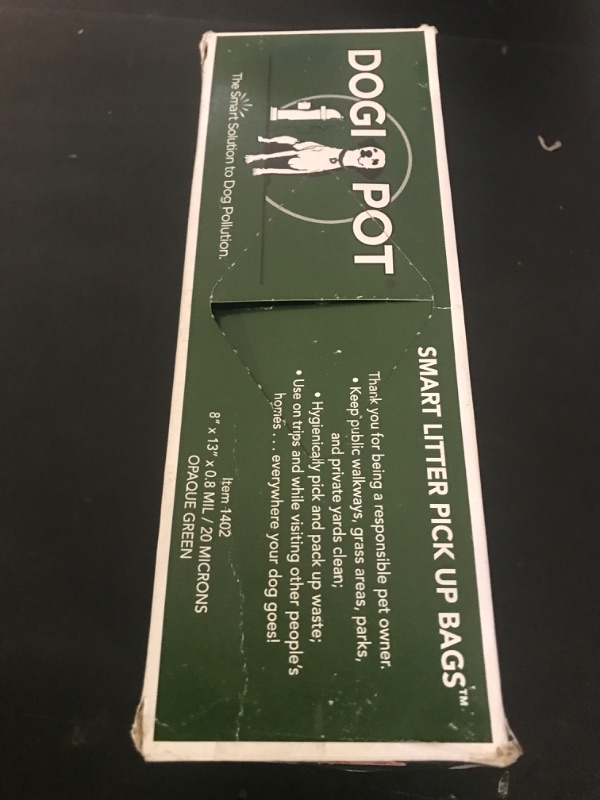 DOGI POT
The Smart Solution to Dog Pollution.
SMART LITTER PICK UP BAGS™
Thank you for being a responsible pet owner.
• Keep public walkways, grass areas, parks,
and private yards clean;
• Hygienically pick and pack up waste;
• Use on trips and while visiting other people's
homes . . . everywhere your dog goes!
Item 1402
8" x 13" x 0.8 MIL / 20 MICRONS
OPAQUE GREEN